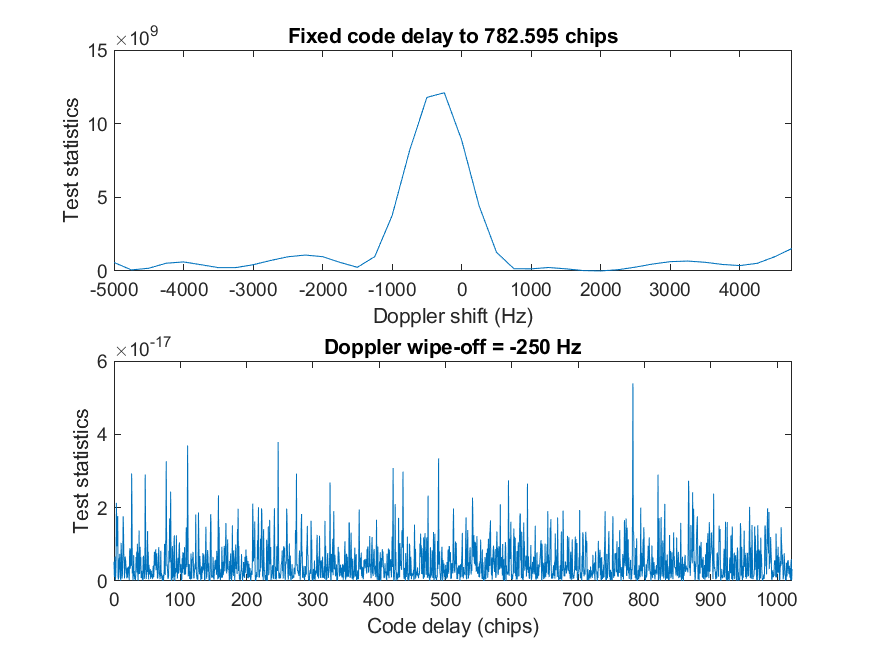 ×10^9
Fixed code delay to 782.595 chips
15
10
5
0
Test statistics
-5000 -4000 -3000 -2000 -1000 0 1000 2000 3000 4000
Doppler shift (Hz)
×10^-17
Doppler wipe-off = -250 Hz
6
4
2
0
Test statistics
0 100 200 300 400 500 600 700 800 900 1000
Code delay (chips)